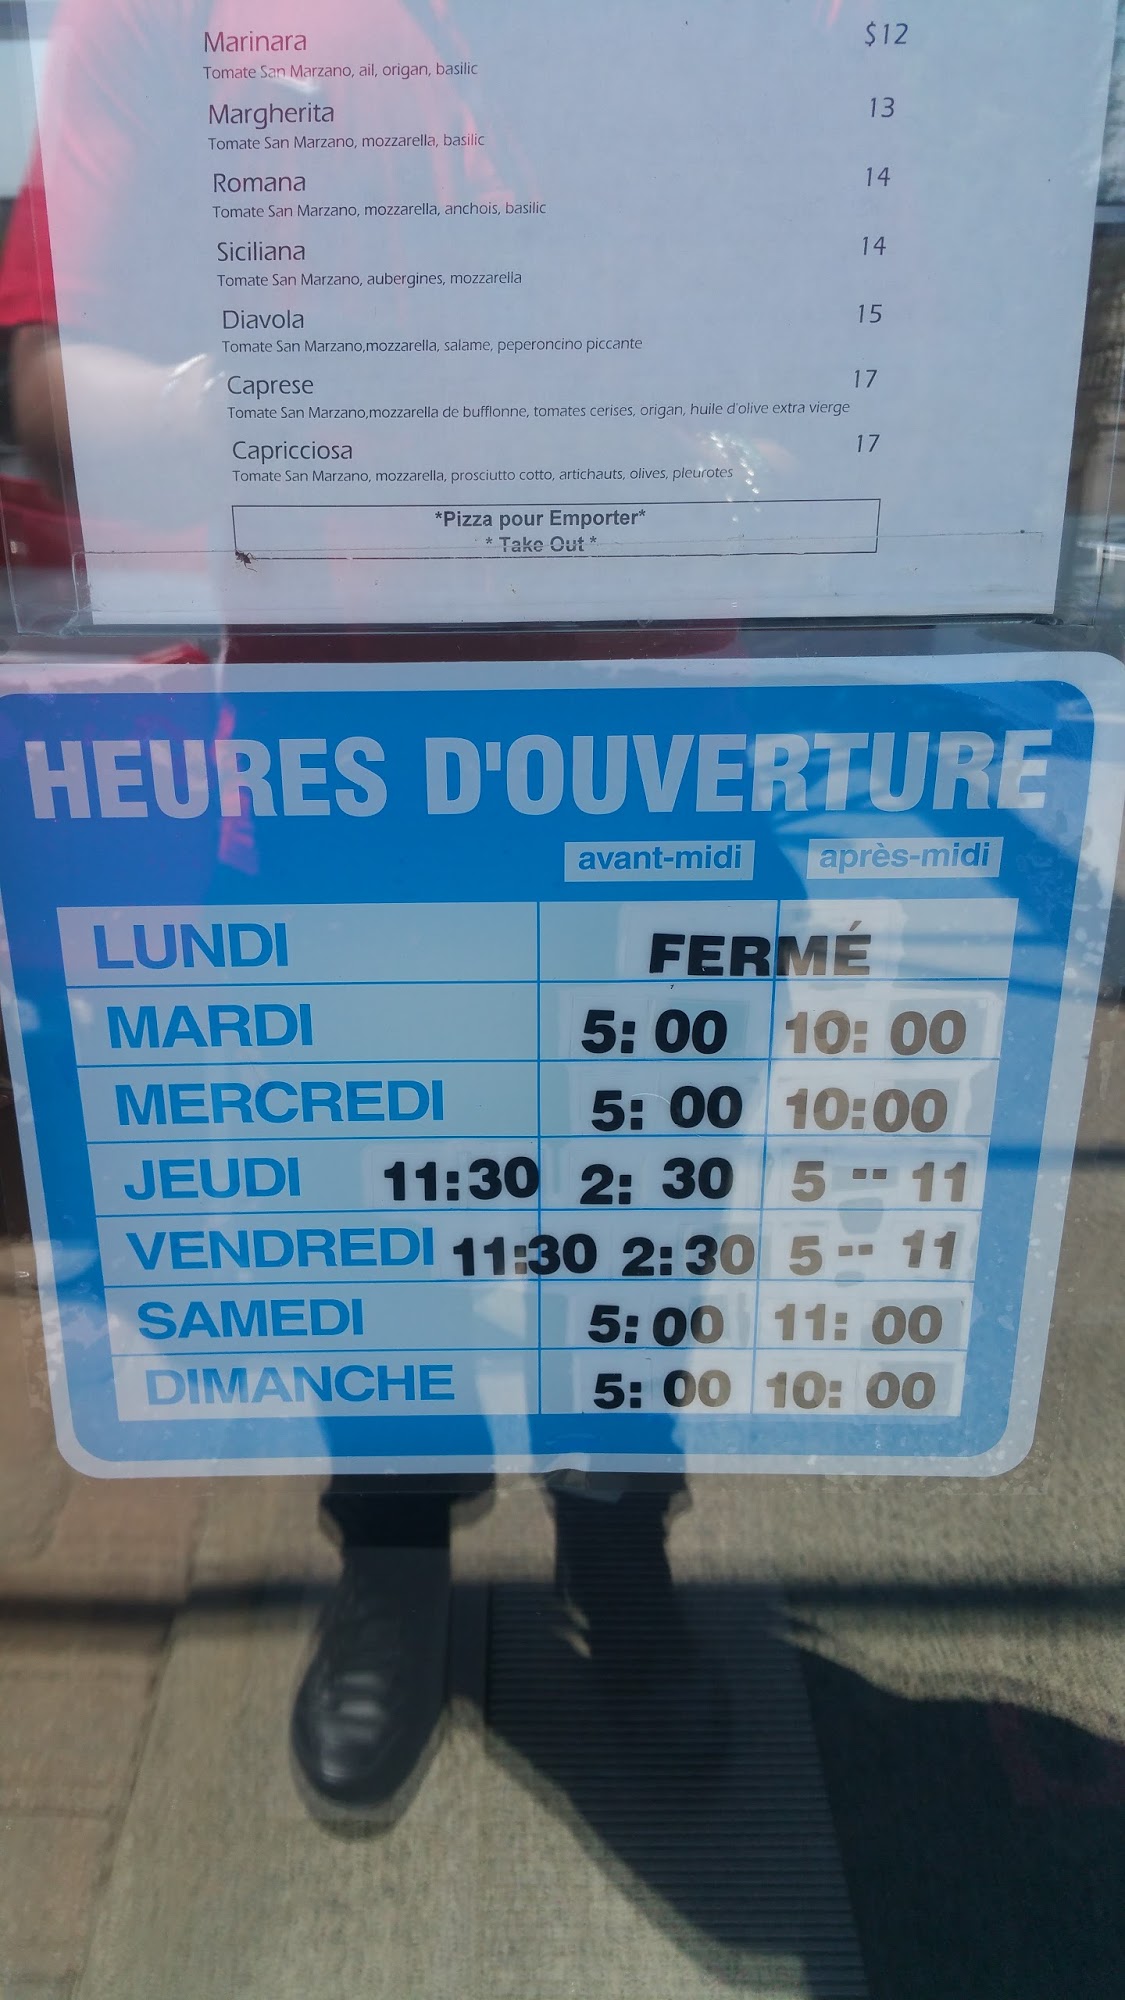 Marinara $12
Tomate San Marzano, ail, origan, basilic
Margherita 13
Tomate San Marzano, mozzarella, basilic
Romana 14
Tomate San Marzano, mozzarella, anchois, basilic
Siciliana 14
Tomate San Marzano, aubergines, mozzarella
Diavola 15
Tomate San Marzano,mozzarella, salame, peperoncino piccante
Caprese 17
Tomate San Marzano,mozzarella de bufflonne, tomates cerises, origan, huile d'olive extra vierge
Capricciosa 17
Tomate San Marzano, mozzarella, prosciutto cotto, artichauts, olives, pleurotes
*Pizza pour Emporter*
* Take Out *
HEURES D'OUVERTURE
avant-midi après-midi
LUNDI FERMÉ
MARDI 5: 00 10: 00
MERCREDI 5: 00 10:00
JEUDI 11:30 2: 30 5 -- 11
VENDREDI 11:30 2:30 5 -- 11
SAMEDI 5:00 11: 00
DIMANCHE 5: 00 10: 00